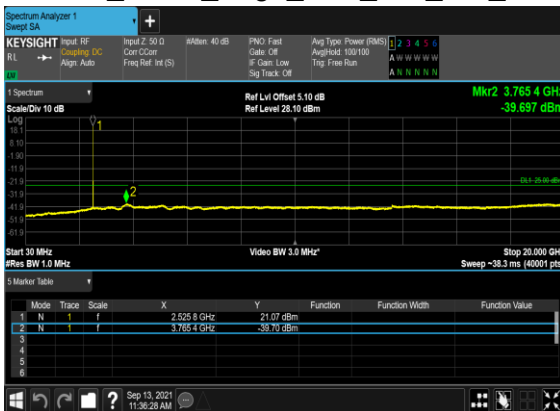 Spectrum Analyzer 1
Swept SA
KEYSIGHT Input: RF Input Z: 50 Ω #Atten: 40 dB PNO: Fast Avg Type: Power (RMS) 1 2 3 4 5 6
RL Coupling: DC Corr CCorr Gate: Off Avg|Hold: 100/100 A W W W W W
Align: Auto Freq Ref: Int (S) IF Gain: Low Trig: Free Run
LV Sig Track: Off A N N N N N
1 Spectrum Ref Lvl Offset 5.10 dB Mkr2 3.765 4 GHz
Scale/Div 10 dB Ref Level 28.10 dBm -39.697 dBm
Log
18.1
8.10
-1.90
-11.9
-21.9
-31.9
-41.9
-51.9
-61.9
1
2
DL1 -25.00 dBm
Start 30 MHz Video BW 3.0 MHz* Stop 20.000 GHz
#Res BW 1.0 MHz Sweep ~38.3 ms (40001 pts)
5 Marker Table
Mode Trace Scale X Y Function Function Width Function Value
1 N 1 f 2.525 8 GHz 21.07 dBm
2 N 1 f 3.765 4 GHz -39.70 dBm
3
4
5
6
? Sep 13, 2021
11:36:28 AM